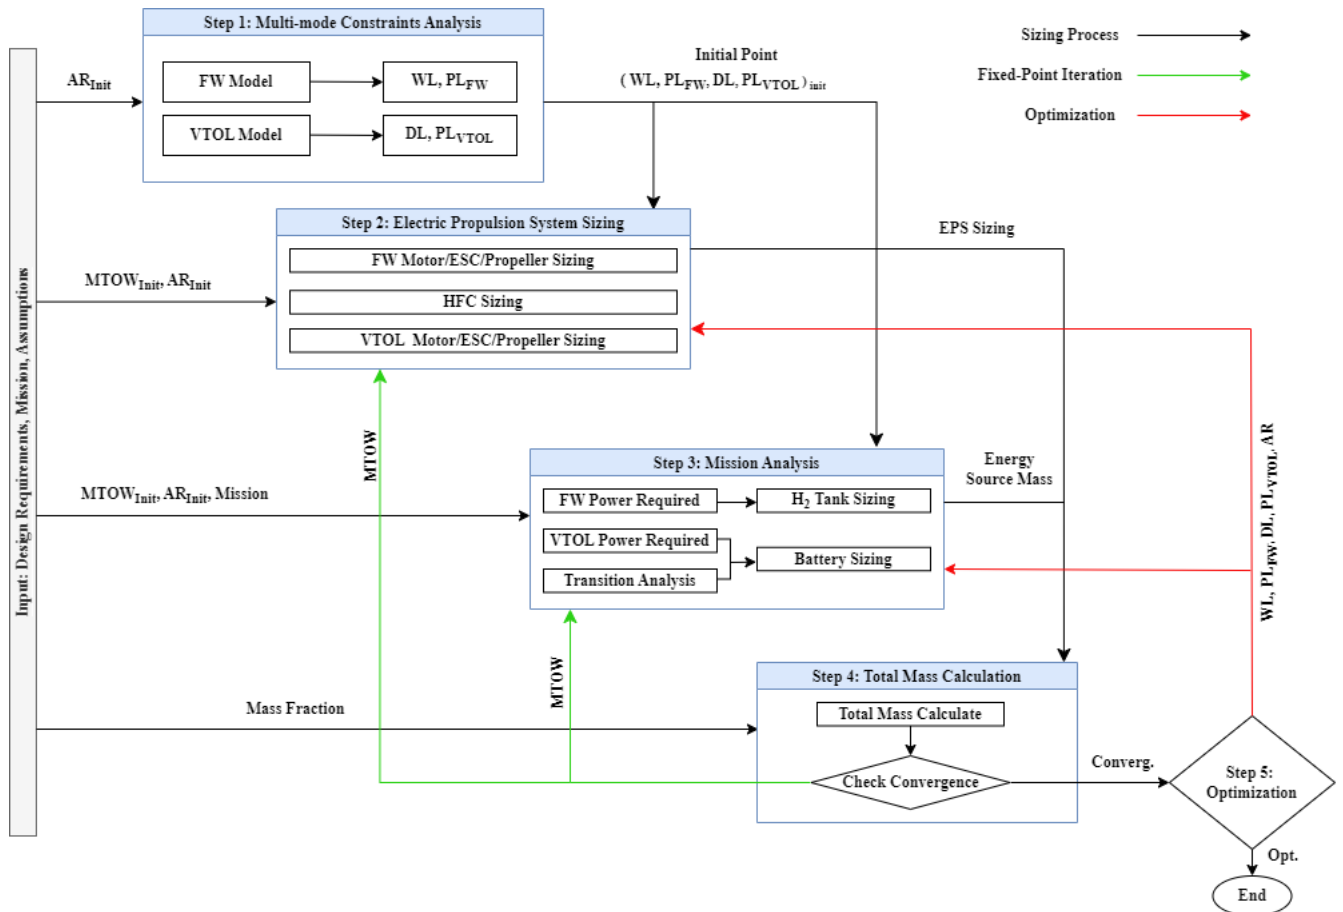 Step 1: Multi-mode Constraints Analysis
FW Model
WL, PL_FW
VTOL Model
DL, PL_VTOL
AR_Init
Initial Point
( WL, PL_FW, DL, PL_VTOL )_init
Sizing Process
Fixed-Point Iteration
Optimization
Input: Design Requirements, Mission, Assumptions
Step 2: Electric Propulsion System Sizing
FW Motor/ESC/Propeller Sizing
HFC Sizing
VTOL Motor/ESC/Propeller Sizing
MTOW_Init, AR_Init
EPS Sizing
MTOW
Step 3: Mission Analysis
FW Power Required
H2 Tank Sizing
VTOL Power Required
Transition Analysis
Battery Sizing
MTOW_Init, AR_Init, Mission
Energy
Source Mass
WL, PL_FW, DL, PL_VTOL, AR
MTOW
Step 4: Total Mass Calculation
Total Mass Calculate
Check Convergence
Mass Fraction
Converg.
Step 5:
Optimization
Opt.
End